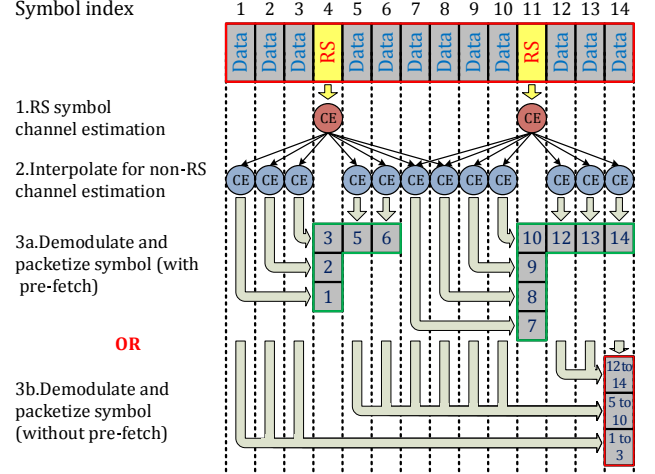 Symbol index 1 2 3 4 5 6 7 8 9 10 11 12 13 14
Data Data Data RS Data Data Data Data Data Data RS Data Data Data
1.RS symbol
channel estimation
CE CE
2.Interpolate for non-RS
channel estimation
CE CE CE CE CE CE CE CE CE CE CE CE
3a.Demodulate and
packetize symbol (with
pre-fetch)
3 5 6 10 12 13 14
2 9
1 8
7
OR
3b.Demodulate and
packetize symbol
(without pre-fetch)
12 to
14
5 to
10
1 to
3